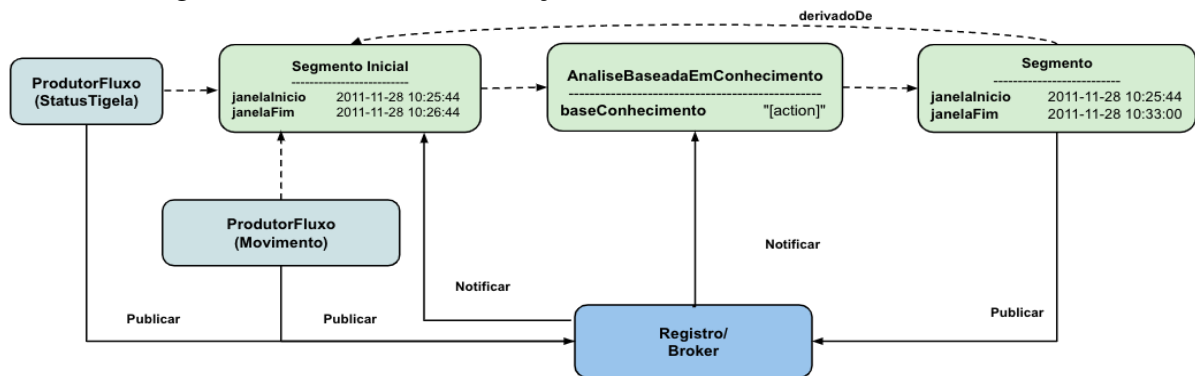 derivadoDe
ProdutorFluxo
(StatusTigela)
Segmento Inicial
janelaInicio 2011-11-28 10:25:44
janelaFim 2011-11-28 10:26:44
AnaliseBaseadaEmConhecimento
baseConhecimento "[action]"
Segmento
janelaInicio 2011-11-28 10:25:44
janelaFim 2011-11-28 10:33:00
ProdutorFluxo
(Movimento)
Notificar
Notificar
Publicar
Publicar
Publicar
Registro/
Broker